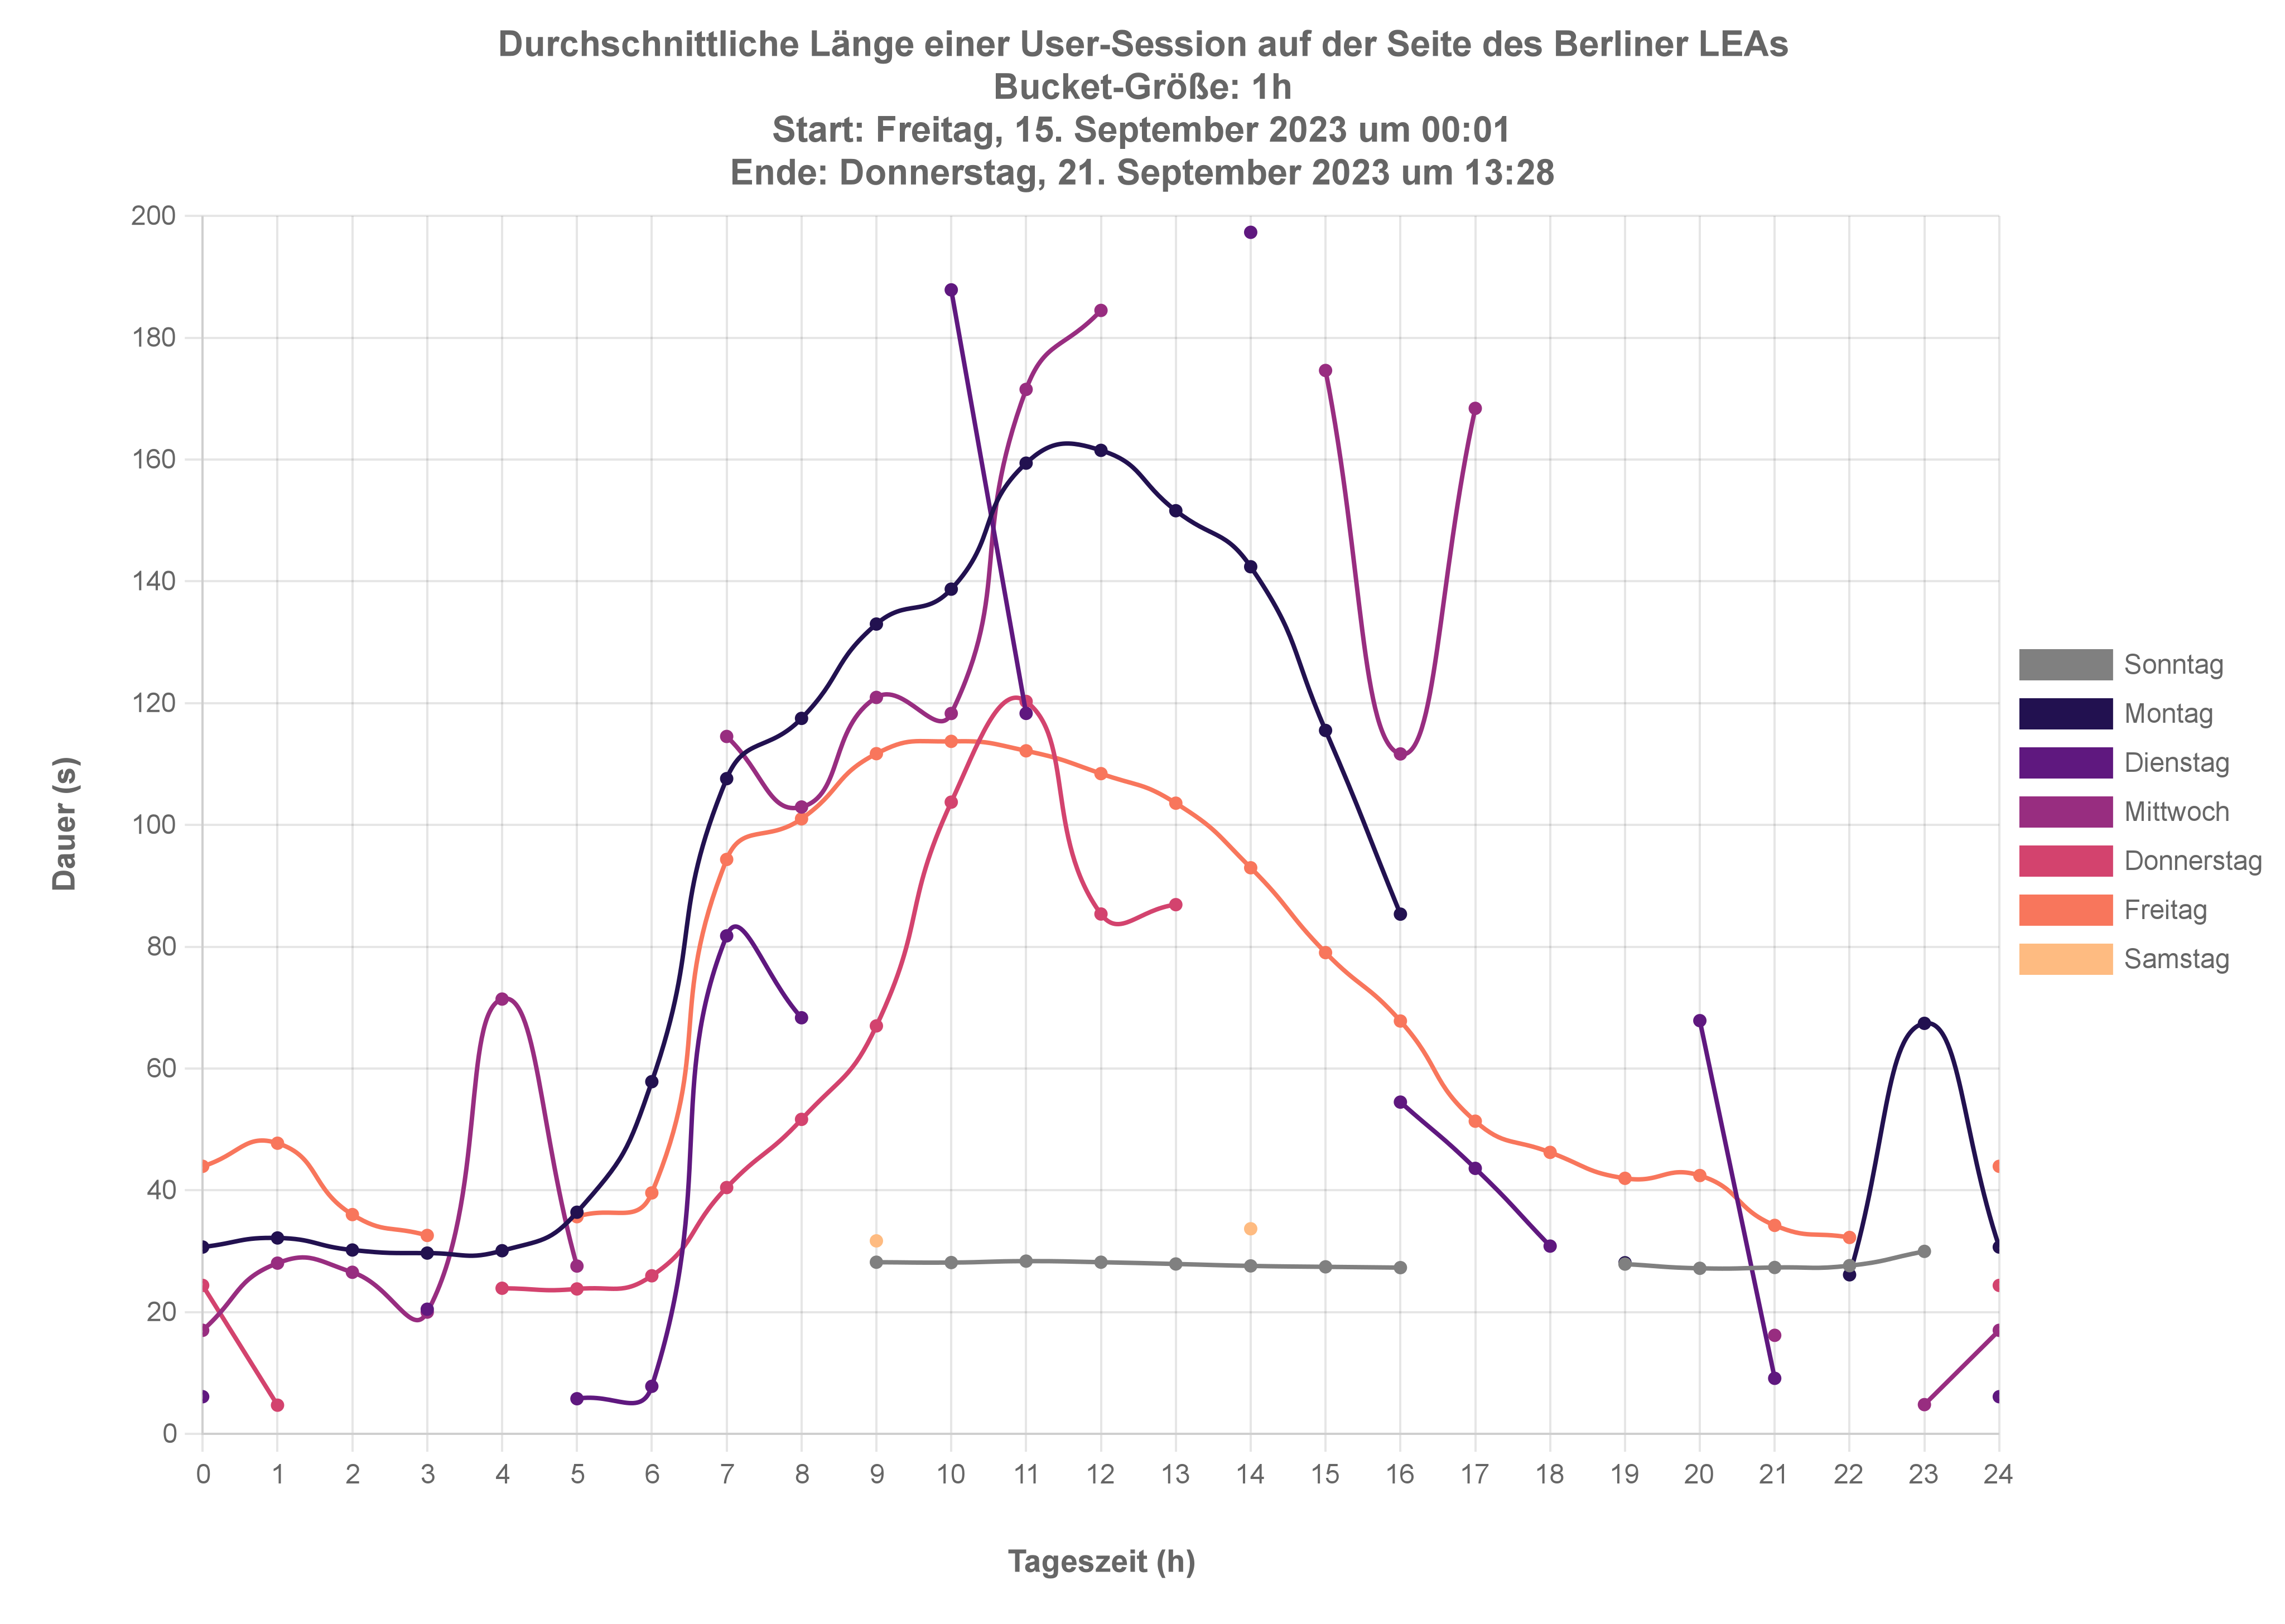 Durchschnittliche Länge einer User-Session auf der Seite des Berliner LEAs
Bucket-Größe: 1h
Start: Freitag, 15. September 2023 um 00:01
Ende: Donnerstag, 21. September 2023 um 13:28
200
180
160
140
120
100
80
60
40
20
0
Dauer (s)
0 1 2 3 4 5 6 7 8 9 10 11 12 13 14 15 16 17 18 19 20 21 22 23 24
Tageszeit (h)
Sonntag
Montag
Dienstag
Mittwoch
Donnerstag
Freitag
Samstag